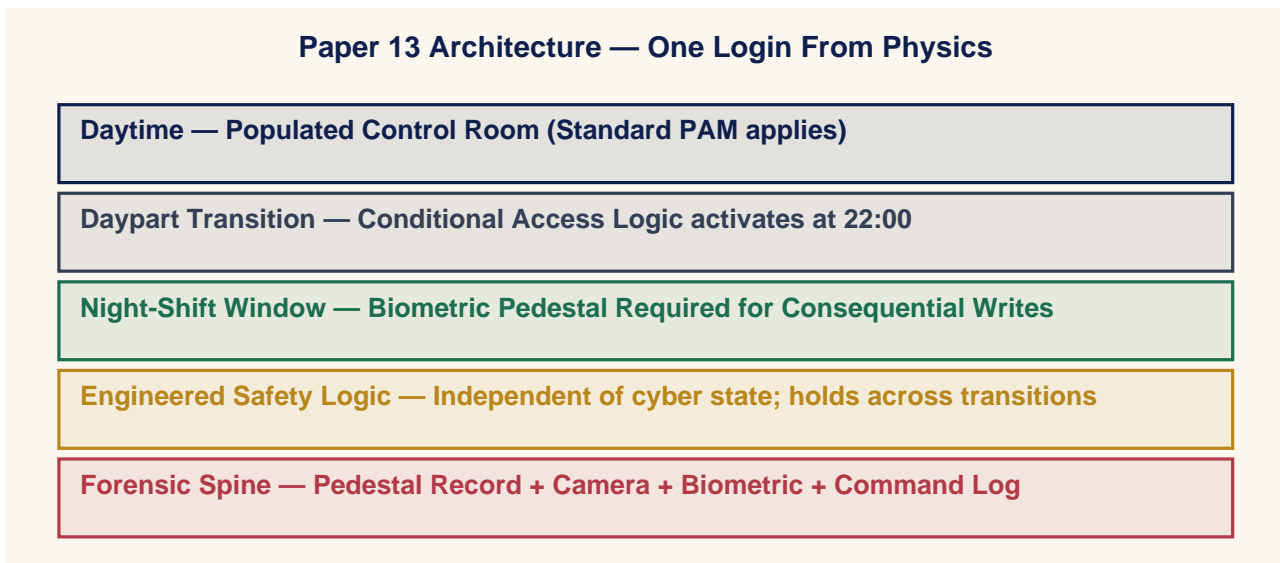 Paper 13 Architecture — One Login From Physics
Daytime — Populated Control Room (Standard PAM applies)
Daypart Transition — Conditional Access Logic activates at 22:00
Night-Shift Window — Biometric Pedestal Required for Consequential Writes
Engineered Safety Logic — Independent of cyber state; holds across transitions
Forensic Spine — Pedestal Record + Camera + Biometric + Command Log